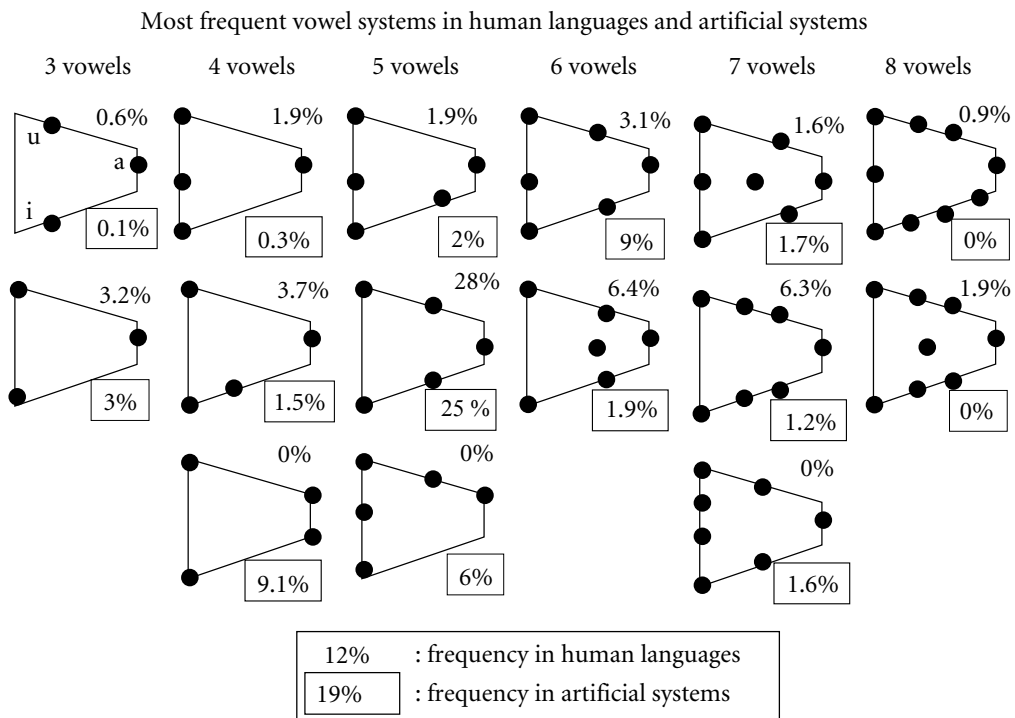 Most frequent vowel systems in human languages and artificial systems
3 vowels 4 vowels 5 vowels 6 vowels 7 vowels 8 vowels
0.6% 1.9% 1.9% 3.1% 1.6% 0.9%
u
a
i
0.1% 0.3% 2% 9% 1.7% 0%
3.2% 3.7% 28% 6.4% 6.3% 1.9%
3% 1.5% 25 % 1.9% 1.2% 0%
0% 0% 0%
9.1% 6% 1.6%
12% : frequency in human languages
19% : frequency in artificial systems